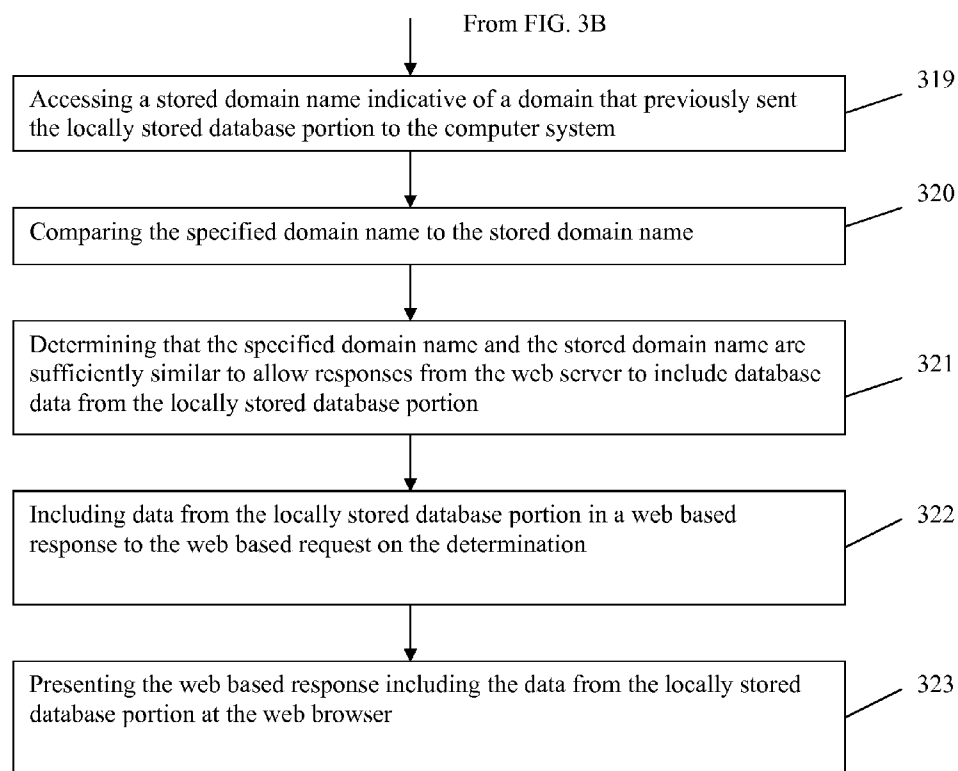 From FIG. 3B
319
Accessing a stored domain name indicative of a domain that previously sent
the locally stored database portion to the computer system
320
Comparing the specified domain name to the stored domain name
Determining that the specified domain name and the stored domain name are
sufficiently similar to allow responses from the web server to include database
data from the locally stored database portion
321
Including data from the locally stored database portion in a web based
response to the web based request on the determination
322
Presenting the web based response including the data from the locally stored
database portion at the web browser
323